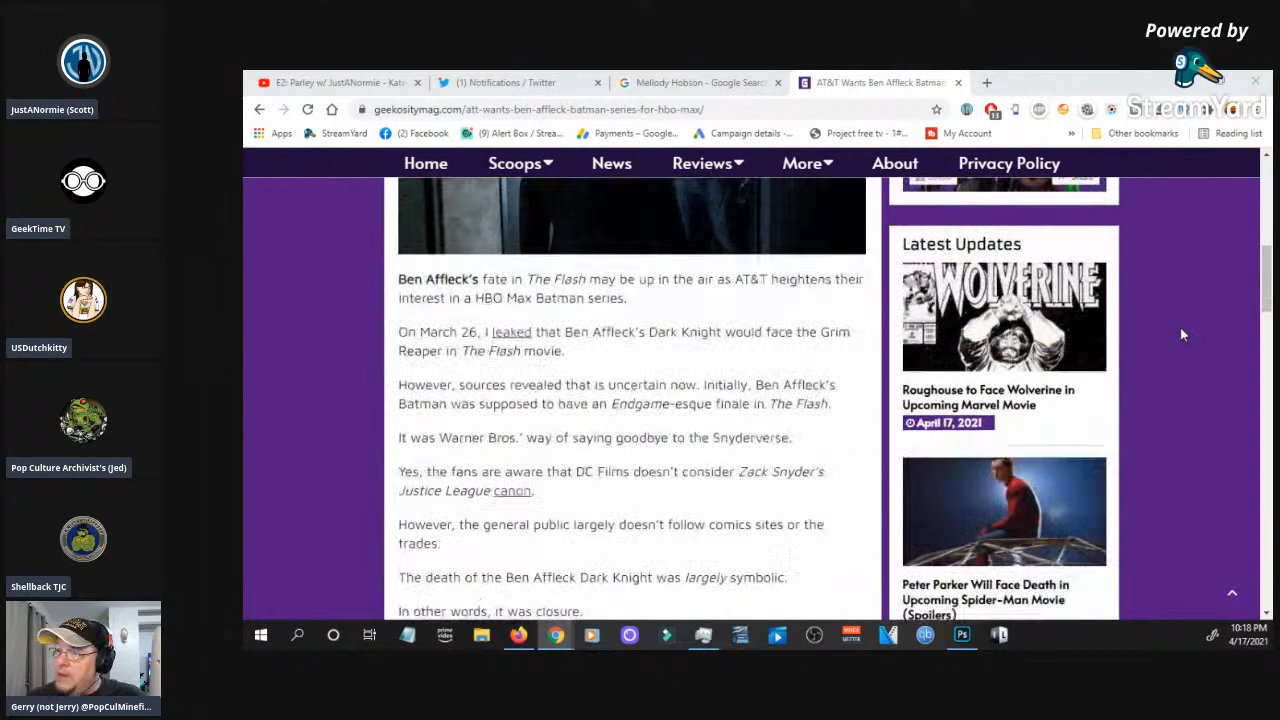 Powered by
StreamYard
JustANormie (Scott)
GeekTime TV
USDutchkitty
Pop Culture Archivist's (Jed)
Shellback TJC
Gerry (not Jerry) @PopCulMinefi...
E2: Parley w/ JustANormie - Kate
(1) Notifications / Twitter
Mellody Hobson - Google Searc
AT&T Wants Ben Affleck Batman
geekositymag.com/att-wants-ben-affleck-batman-series-for-hbo-max/
13
Apps
StreamYard
(2) Facebook
(9) Alert Box / Strea...
Payments – Google...
Campaign details -...
Project free tv - 1#...
My Account
»
Other bookmarks
Reading list
Home
Scoops
News
Reviews
More
About
Privacy Policy
Ben Affleck's fate in The Flash may be up in the air as AT&T heightens their
interest in a HBO Max Batman series.
On March 26, I leaked that Ben Affleck's Dark Knight would face the Grim
Reaper in The Flash movie.
However, sources revealed that is uncertain now. Initially, Ben Affleck's
Batman was supposed to have an Endgame-esque finale in The Flash.
It was Warner Bros.' way of saying goodbye to the Snyderverse.
Yes, the fans are aware that DC Films doesn't consider Zack Snyder's
Justice League canon.
However, the general public largely doesn't follow comics sites or the
trades.
The death of the Ben Affleck Dark Knight was largely symbolic.
In other words, it was closure.
Latest Updates
WOLVERINE
Roughouse to Face Wolverine in
Upcoming Marvel Movie
April 17, 2021
Peter Parker Will Face Death in
Upcoming Spider-Man Movie
(Spoilers)
prime video
Ps
10:18 PM
4/17/2021